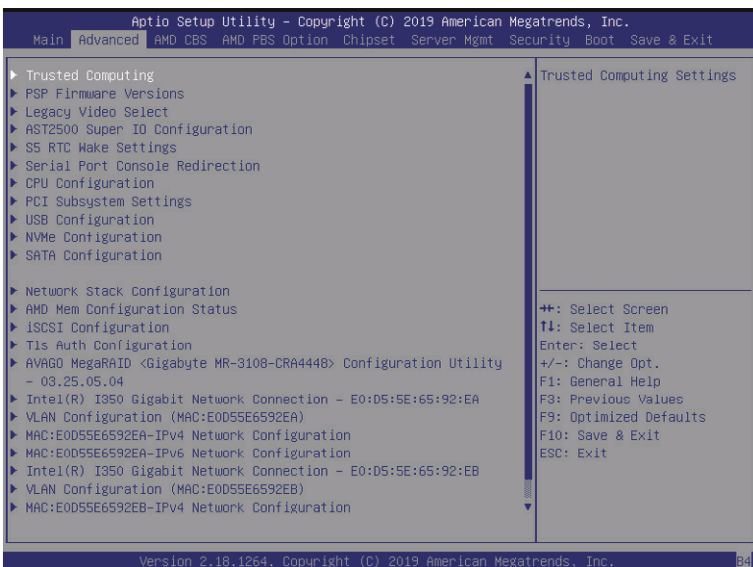 Aptio Setup Utility – Copyright (C) 2019 American Megatrends, Inc.
Main Advanced AMD CBS AMD PBS Option Chipset Server Mgmt Security Boot Save & Exit
Trusted Computing
PSP Firmware Versions
Legacy Video Select
AST2500 Super IO Configuration
S5 RTC Wake Settings
Serial Port Console Redirection
CPU Configuration
PCI Subsystem Settings
USB Configuration
NVMe Configuration
SATA Configuration
Network Stack Configuration
AMD Mem Configuration Status
iSCSI Configuration
Tls Auth Configuration
AVAGO MegaRAID <Gigabyte MR-3108-CRA4448> Configuration Utility
– 03.25.05.04
Intel(R) I350 Gigabit Network Connection – E0:D5:5E:65:92:EA
VLAN Configuration (MAC:E0D55E6592EA)
MAC:E0D55E6592EA-IPv4 Network Configuration
MAC:E0D55E6592EA-IPv6 Network Configuration
Intel(R) I350 Gigabit Network Connection – E0:D5:5E:65:92:EB
VLAN Configuration (MAC:E0D55E6592EB)
MAC:E0D55E6592EB-IPv4 Network Configuration
Trusted Computing Settings
→←: Select Screen
↑↓: Select Item
Enter: Select
+/-: Change Opt.
F1: General Help
F3: Previous Values
F9: Optimized Defaults
F10: Save & Exit
ESC: Exit
Version 2.18.1264. Copyright (C) 2019 American Megatrends, Inc.
B4